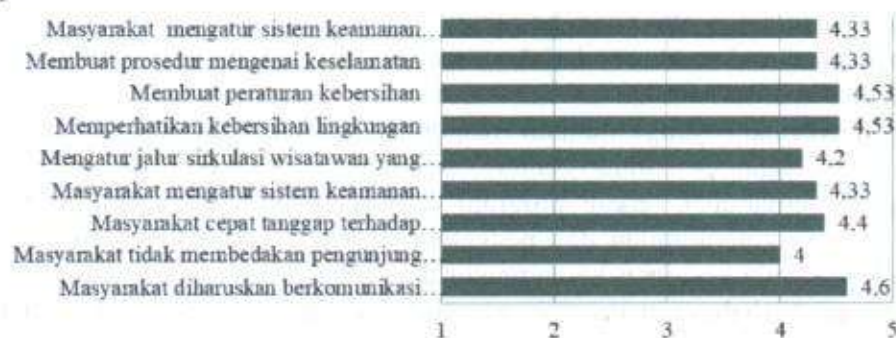 Masyarakat mengatur sistem keamanan... 4,33
Membuat prosedur mengenai keselamatan 4,33
Membuat peraturan kebersihan 4,53
Memperhatikan kebersihan lingkungan 4,53
Mengatur jalur sirkulasi wisatawan yang... 4,2
Masyarakat mengatur sistem keamanan 4,33
Masyarakat cepat tanggap terhadap... 4,4
Masyarakat tidak membedakan pengunjung... 4
Masyarakat diharuskan berkomunikasi... 4,6
1 2 3 4 5